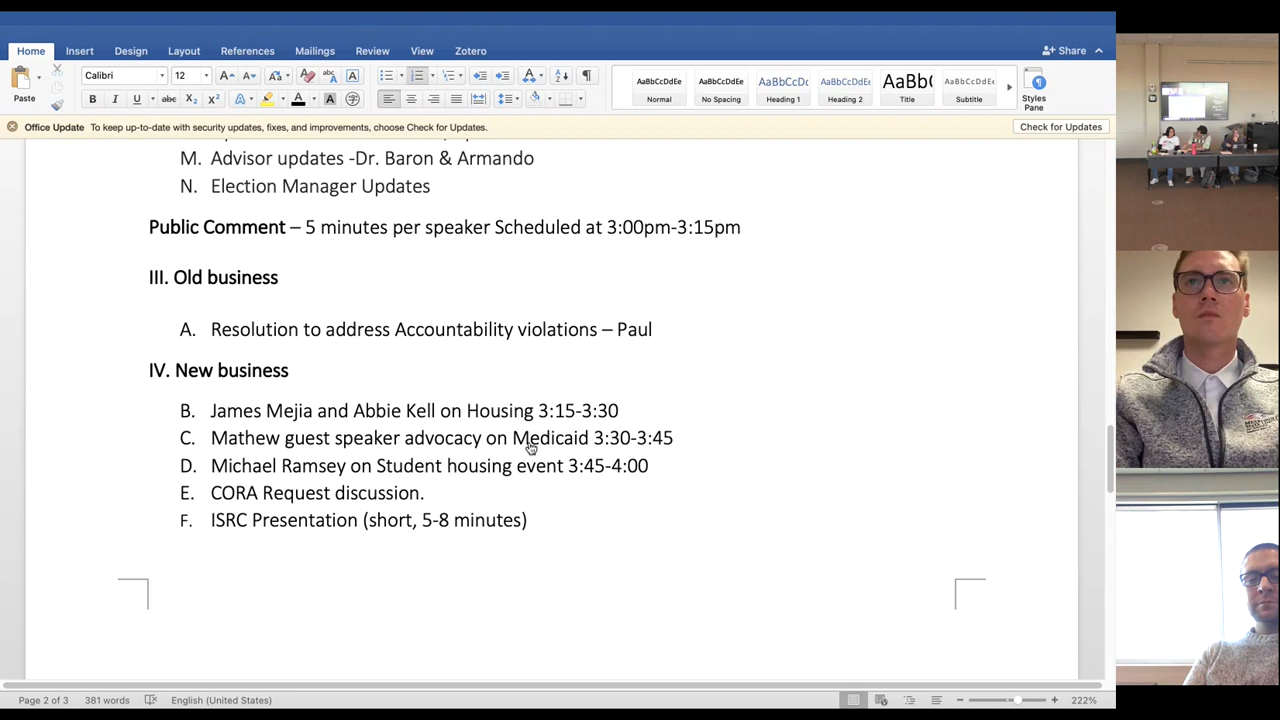 Home Insert Design Layout References Mailings Review View Zotero Share
Calibri 12
Paste
AaBbCcDdEe AaBbCcDdEe AaBbCcDc AaBbCcDdEe AaBb( AaBbCcDdEe
Normal No Spacing Heading 1 Heading 2 Title Subtitle Styles Pane
Office Update To keep up-to-date with security updates, fixes, and improvements, choose Check for Updates. Check for Updates
M. Advisor updates -Dr. Baron & Armando
N. Election Manager Updates
Public Comment – 5 minutes per speaker Scheduled at 3:00pm-3:15pm
III. Old business
A. Resolution to address Accountability violations – Paul
IV. New business
B. James Mejia and Abbie Kell on Housing 3:15-3:30
C. Mathew guest speaker advocacy on Medicaid 3:30-3:45
D. Michael Ramsey on Student housing event 3:45-4:00
E. CORA Request discussion.
F. ISRC Presentation (short, 5-8 minutes)
Page 2 of 3 381 words English (United States) 222%